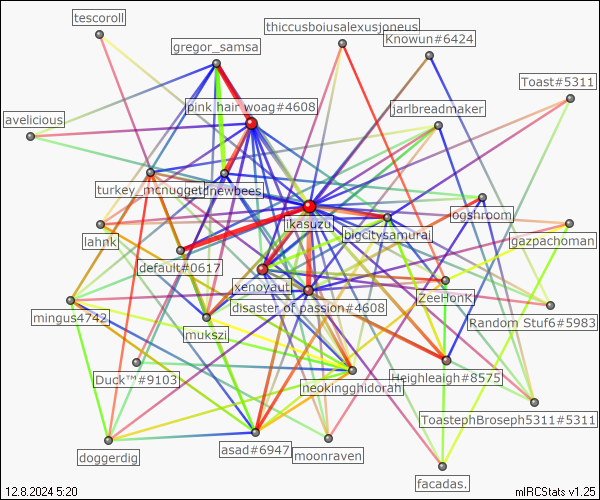 tescoroll
thiccusboiusalexusjoneus
Knowun#6424
gregor_samsa
Toast#5311
pink hair woag#4608
jarlbreadmaker
avelicious
turkey_mcnugget
newbees
ikasuzu
ogshroom
bigcitysamurai
gazpachoman
lahnk
default#0617
xenoyaut
ZeeHonK
disaster of passion#4608
Random Stuf6#5983
mingus4742
mukszi
Duck™#9103
neokingghidorah
Heighleaigh#8575
ToastephBroseph5311#5311
doggerdig
asad#6947
moonraven
facadas.
12.8.2024 5:20
mIRCStats v1.25